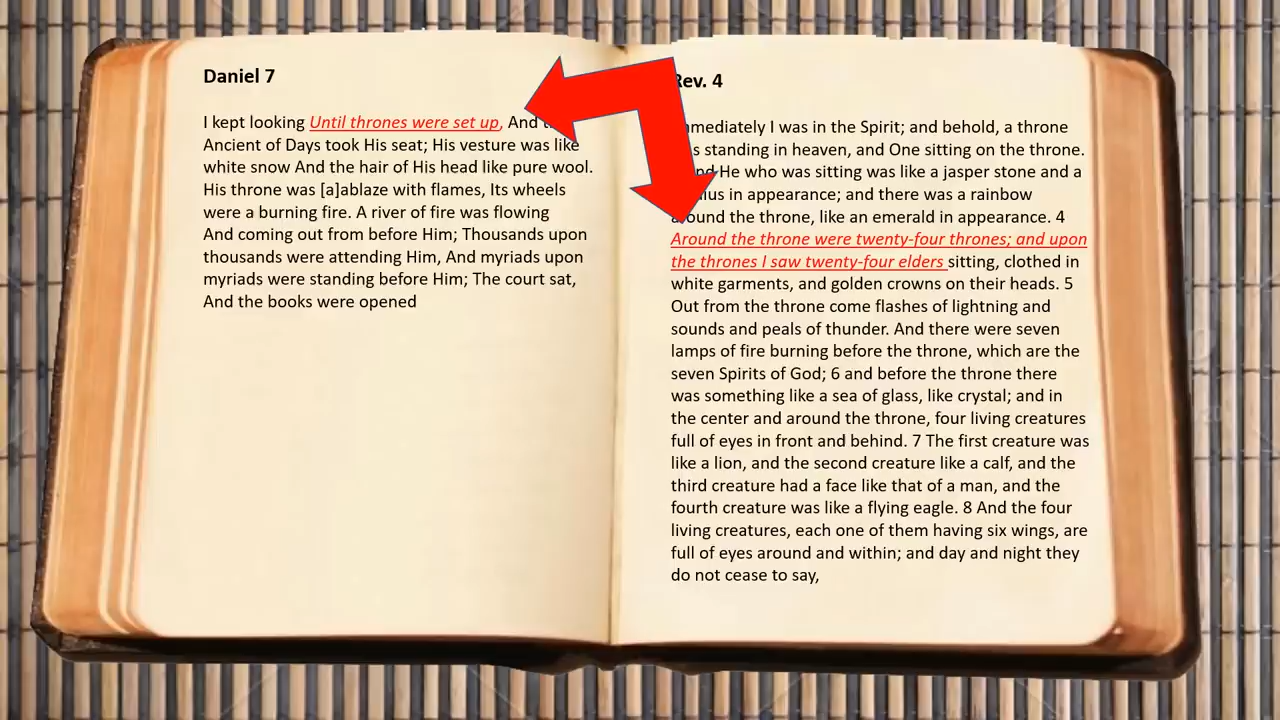 Daniel 7
I kept looking Until thrones were set up, And
Ancient of Days took His seat; His vesture was like
white snow And the hair of His head like pure wool.
His throne was [a]ablaze with flames, Its wheels
were a burning fire. A river of fire was flowing
And coming out from before Him; Thousands upon
thousands were attending Him, And myriads upon
myriads were standing before Him; The court sat,
And the books were opened
Rev. 4
Immediately I was in the Spirit; and behold, a throne
standing in heaven, and One sitting on the throne.
He who was sitting was like a jasper stone and a
in appearance; and there was a rainbow
around the throne, like an emerald in appearance. 4
Around the throne were twenty-four thrones; and upon
the thrones I saw twenty-four elders sitting, clothed in
white garments, and golden crowns on their heads. 5
Out from the throne come flashes of lightning and
sounds and peals of thunder. And there were seven
lamps of fire burning before the throne, which are the
seven Spirits of God; 6 and before the throne there
was something like a sea of glass, like crystal; and in
the center and around the throne, four living creatures
full of eyes in front and behind. 7 The first creature was
like a lion, and the second creature like a calf, and the
third creature had a face like that of a man, and the
fourth creature was like a flying eagle. 8 And the four
living creatures, each one of them having six wings, are
full of eyes around and within; and day and night they
do not cease to say,